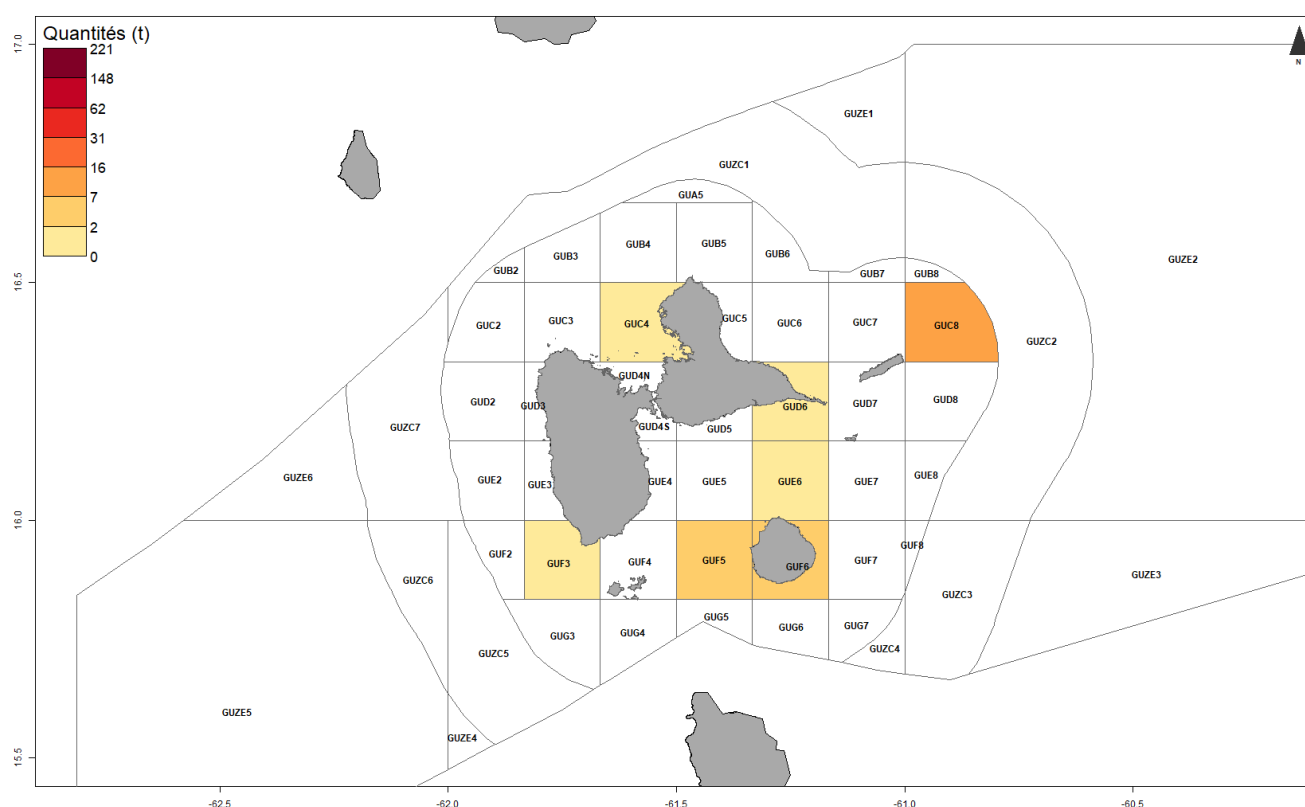 Quantités (t)
221
148
62
31
16
7
2
0
N
17.0
16.5
16.0
15.5
-62.5
-62.0
-61.5
-61.0
-60.5
GUZE1
GUZC1
GUA5
GUB2
GUB3
GUB4
GUB5
GUB6
GUB7
GUB8
GUZE2
GUC2
GUC3
GUC4
GUC5
GUC6
GUC7
GUC8
GUZC2
GUD2
GUD3
GUD4N
GUD4S
GUD5
GUD6
GUD7
GUD8
GUZC7
GUZE6
GUE2
GUE3
GUE4
GUE5
GUE6
GUE7
GUE8
GUF2
GUF3
GUF4
GUF5
GUF6
GUF7
GUF8
GUZC6
GUZE3
GUZC3
GUG3
GUG4
GUG5
GUG6
GUG7
GUZC4
GUZC5
GUZE5
GUZE4